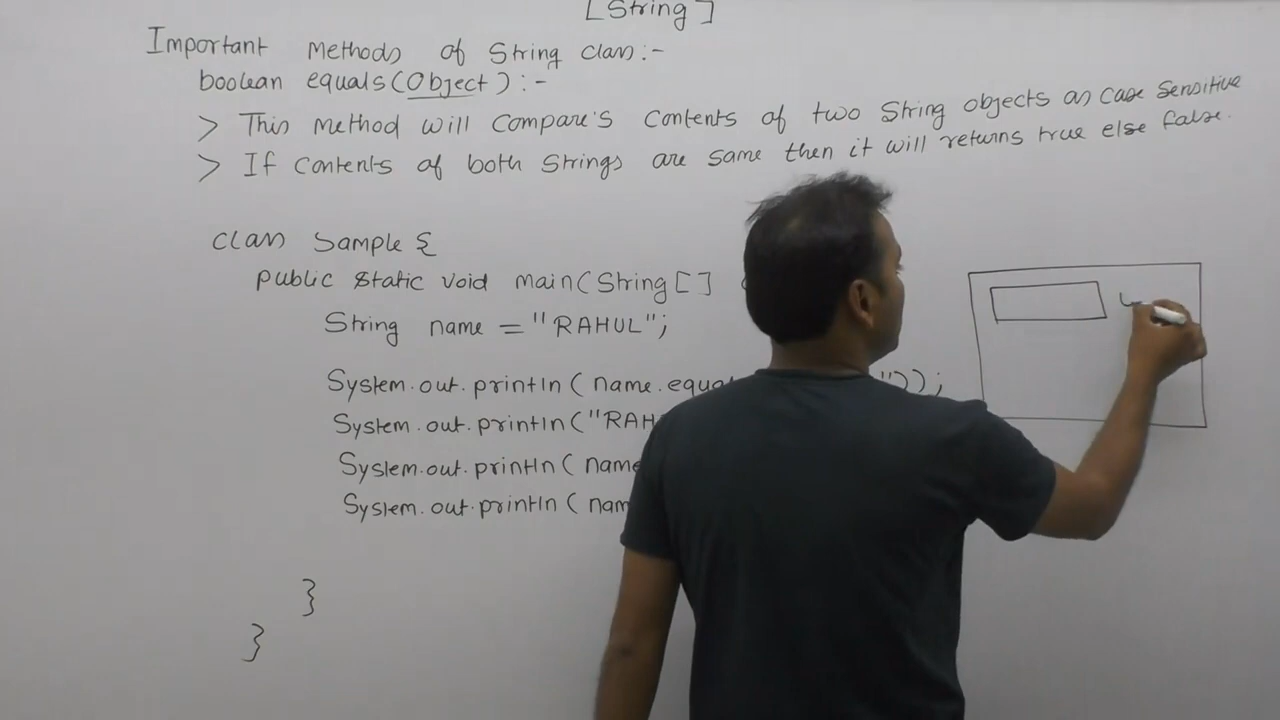 [String]
Important Methods of String class:-
boolean equals(Object):-
> This method will compare's contents of two String objects as case sensitive
> If contents of both strings are same then it will returns true else false.
class Sample {
public static void main(String[]
String name = "RAHUL";
System.out.println(name.equa "));
System.out.println("RAH
System.out.println(name
System.out.println(nam
}
}